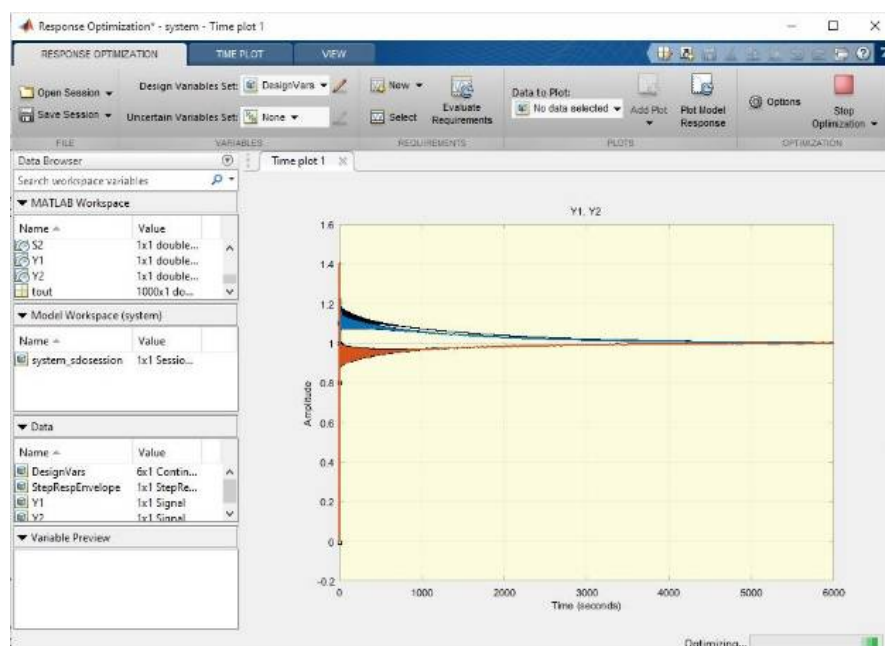 Response Optimization* - system - Time plot 1
RESPONSE OPTIMIZATION TIME PLOT VIEW
Open Session Design Variables Set: DesignVars New Data to Plot:
Save Session Uncertain Variables Set: None Select Evaluate Requirements No data selected Add Plot Plot Model Response Options Stop Optimization
FILE VARIABLES REQUIREMENTS PLOTS OPTIMIZATION
Data Browser Time plot 1
Search workspace variables
MATLAB Workspace
Name Value
S2 1x1 double...
Y1 1x1 double...
Y2 1x1 double...
tout 1000x1 do...
Model Workspace (system)
Name Value
system_sdosession 1x1 Sessio...
Data
Name Value
DesignVars 6x1 Contin...
StepRespEnvelope 1x1 StepRe...
Y1 1x1 Signal
Y2 1x1 Signal
Variable Preview
Y1, Y2
1.6
1.4
1.2
1
0.8
0.6
0.4
0.2
0
-0.2
Amplitude
0 1000 2000 3000 4000 5000 6000
Time (seconds)
Optimizing...